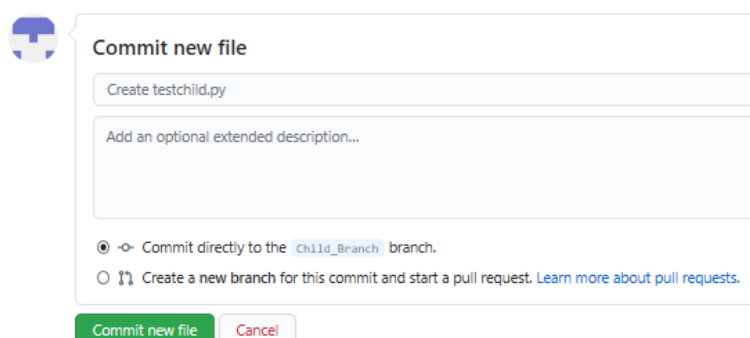 Commit new file
Create testchild.py
Add an optional extended description...
Commit directly to the Child_Branch branch.
Create a new branch for this commit and start a pull request. Learn more about pull requests.
Commit new file Cancel